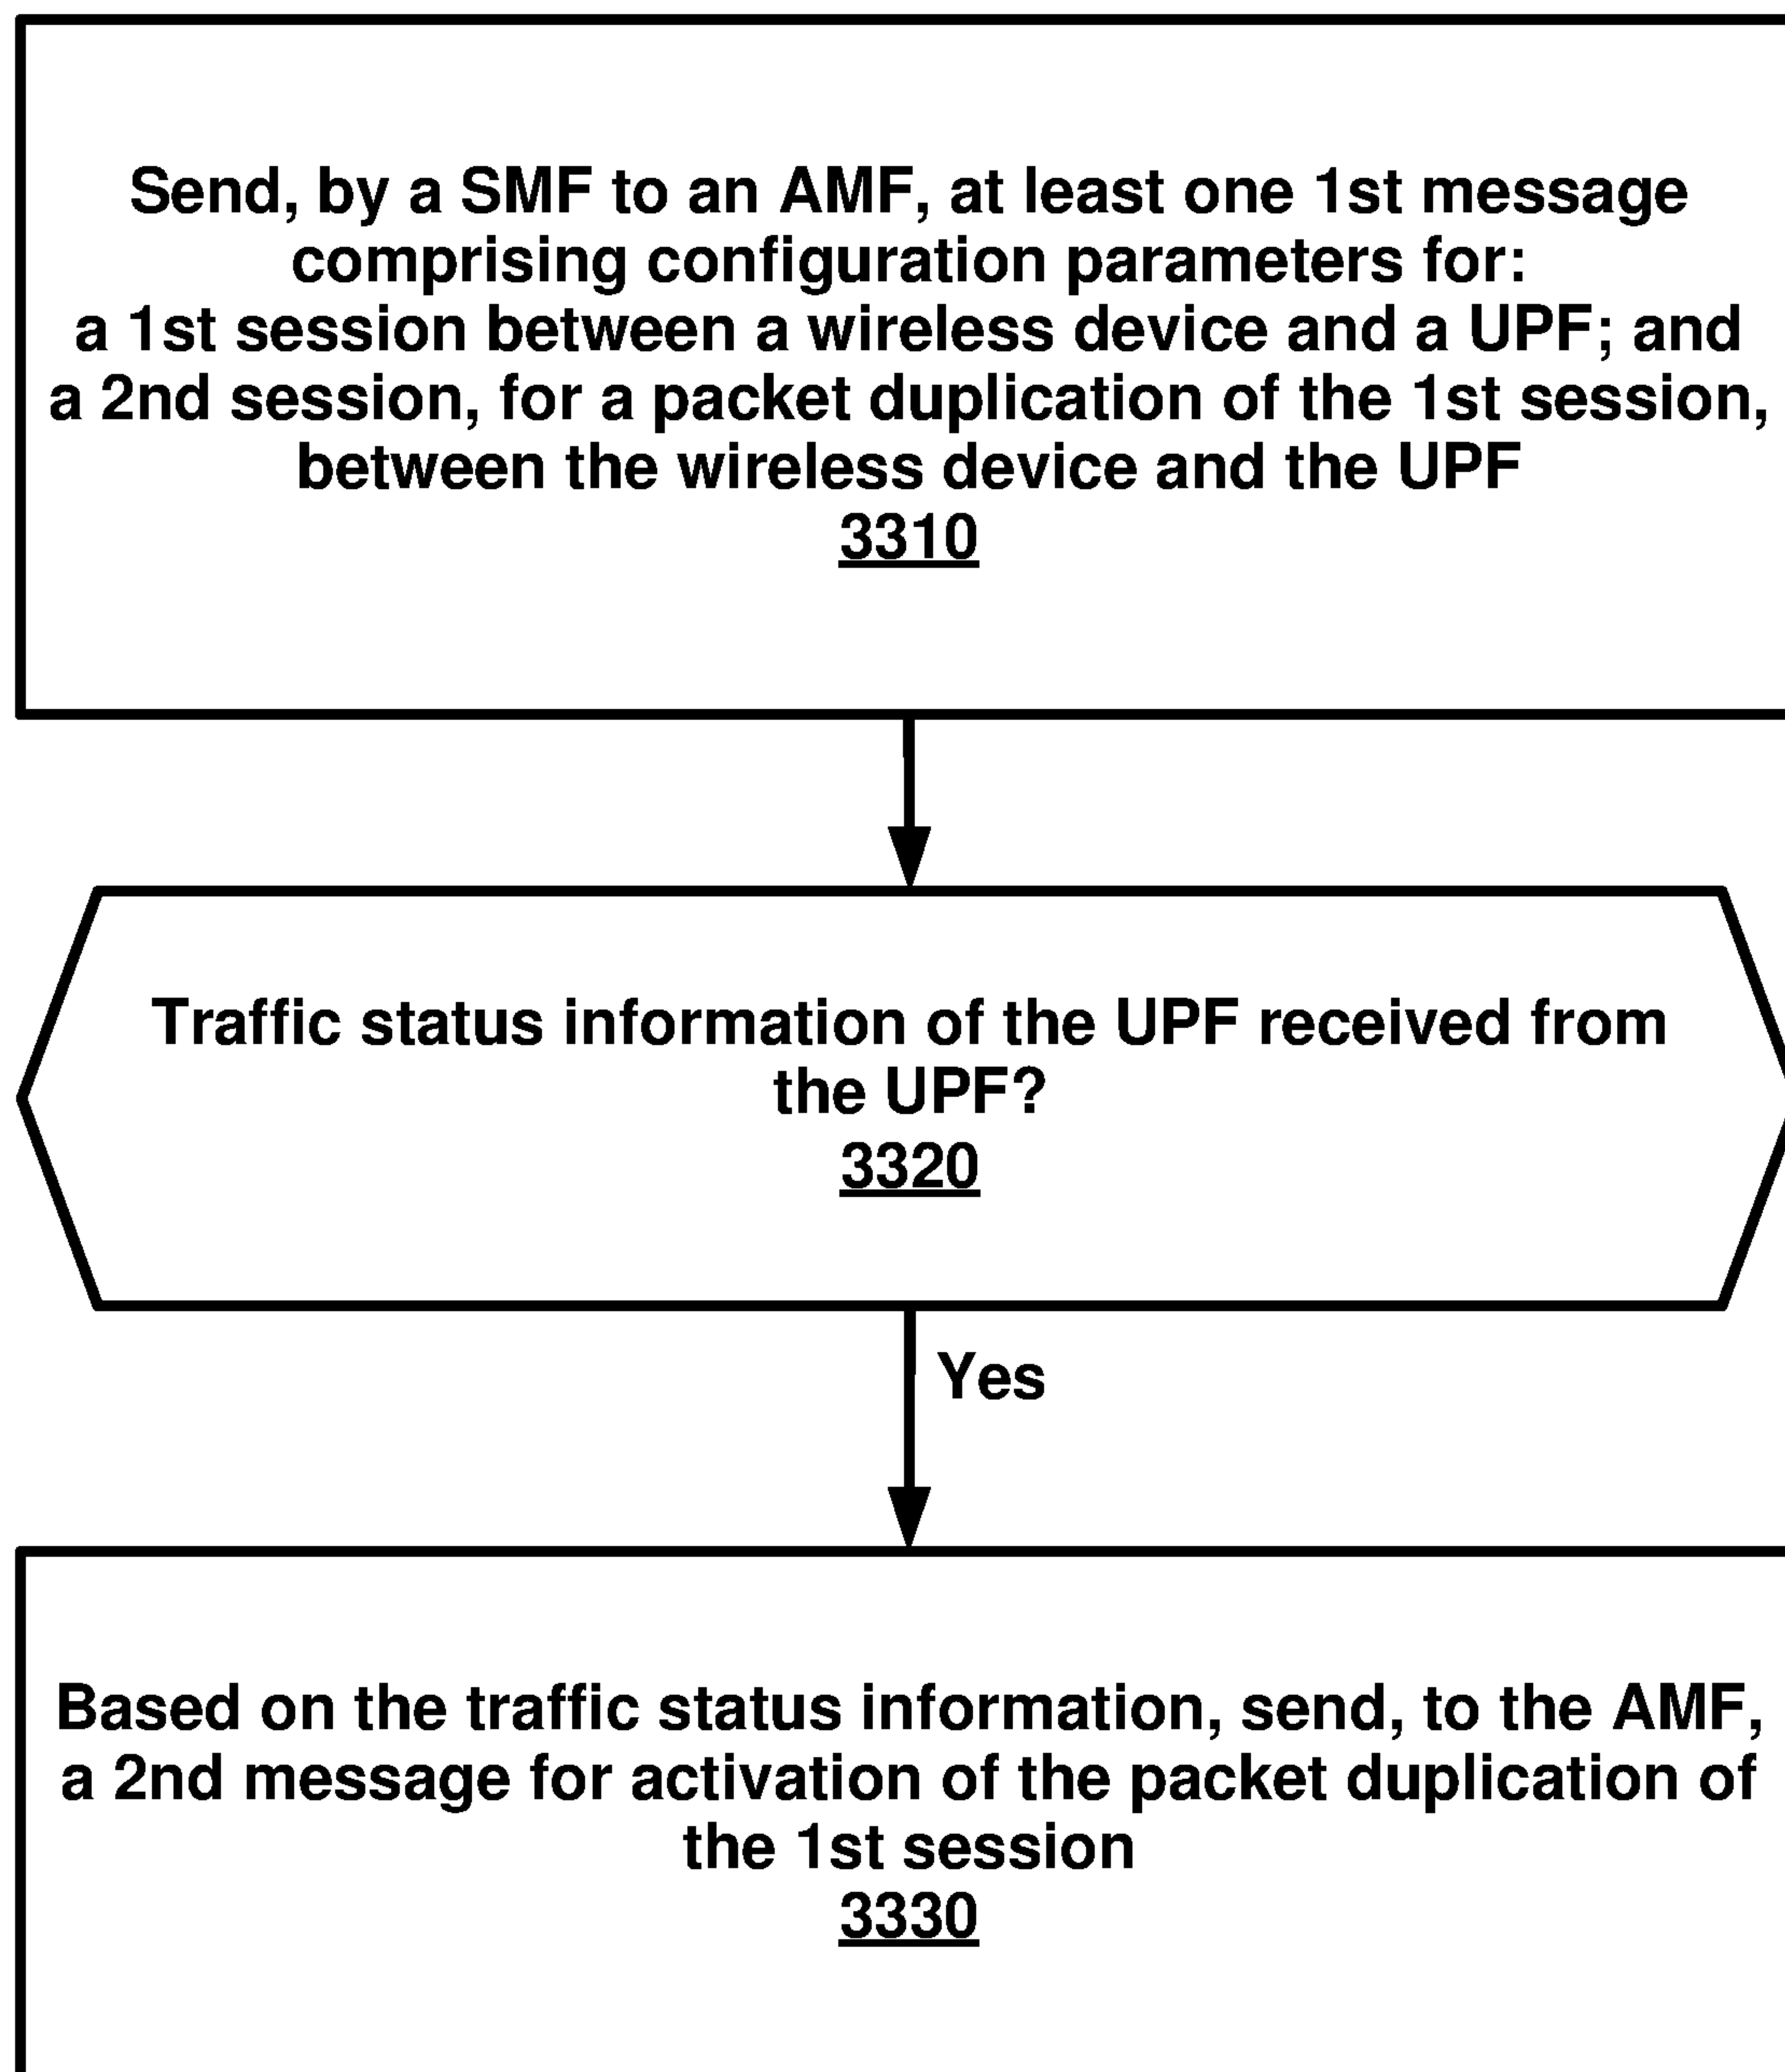 Send, by a SMF to an AMF, at least one 1st message
comprising configuration parameters for:
a 1st session between a wireless device and a UPF; and
a 2nd session, for a packet duplication of the 1st session,
between the wireless device and the UPF
3310
Traffic status information of the UPF received from
the UPF?
3320
Yes
Based on the traffic status information, send, to the AMF,
a 2nd message for activation of the packet duplication of
the 1st session
3330